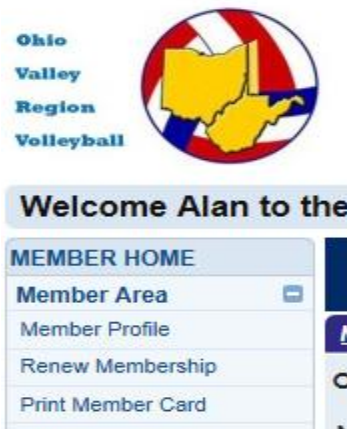 Ohio
Valley
Region
Volleyball
Welcome Alan to the
MEMBER HOME
Member Area
Member Profile
Renew Membership
Print Member Card